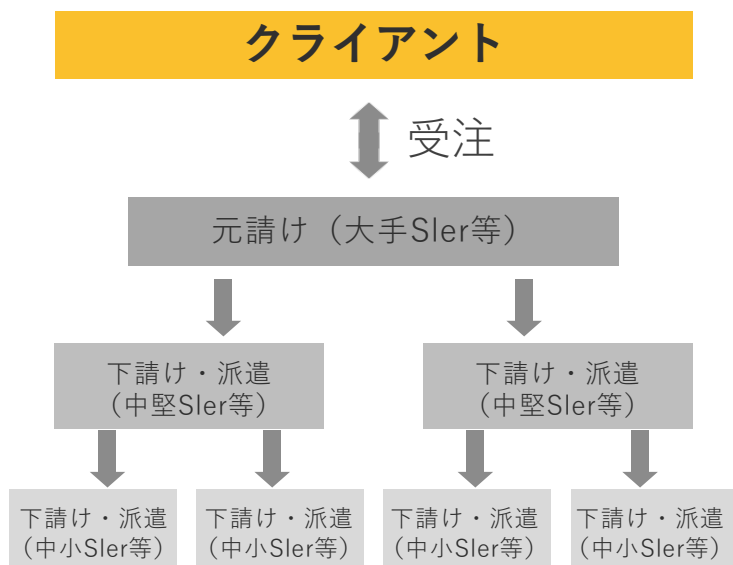 クライアント
受注
元請け（大手SIer等）
下請け・派遣
（中堅SIer等）
下請け・派遣
（中堅SIer等）
下請け・派遣
（中小SIer等）
下請け・派遣
（中小SIer等）
下請け・派遣
（中小SIer等）
下請け・派遣
（中小SIer等）